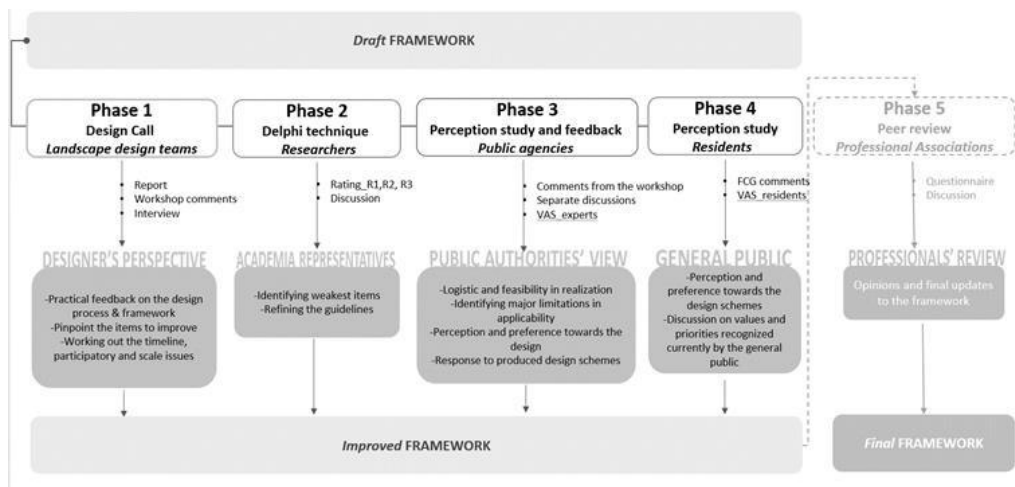 Draft FRAMEWORK
Phase 1
Design Call
Landscape design teams
Phase 2
Delphi technique
Researchers
Phase 3
Perception study and feedback
Public agencies
Phase 4
Perception study
Residents
Phase 5
Peer review
Professional Associations
• Report
• Workshop comments
• Interview
• Rating_R1,R2, R3
• Discussion
• Comments from the workshop
• Separate discussions
• VAS_experts
• FCG comments
• VAS_residents
• Questionnaire
• Discussion
DESIGNER'S PERSPECTIVE
-Practical feedback on the design
process & framework
-Pinpoint the items to improve
-Working out the timeline,
participatory and scale issues
ACADEMIA REPRESENTATIVES
-Identifying weakest items
-Refining the guidelines
PUBLIC AUTHORITIES' VIEW
-Logistic and feasibility in realization
-Identifying major limitations in
applicability
-Perception and preference towards the
design
-Response to produced design schemes
GENERAL PUBLIC
-Perception and
preference towards the
design schemes
-Discussion on values and
priorities recognized
currently by the general
public
PROFESSIONALS' REVIEW
Opinions and final updates
to the framework
Improved FRAMEWORK
Final FRAMEWORK